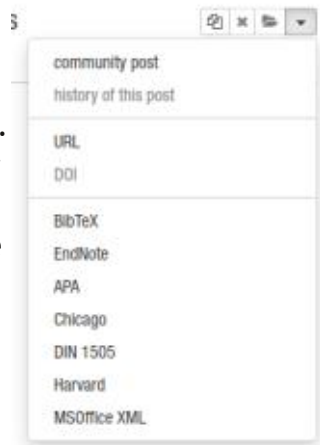 s
community post
history of this post
URL
DOI
BibTeX
EndNote
APA
Chicago
DIN 1505
Harvard
MSOffice XML